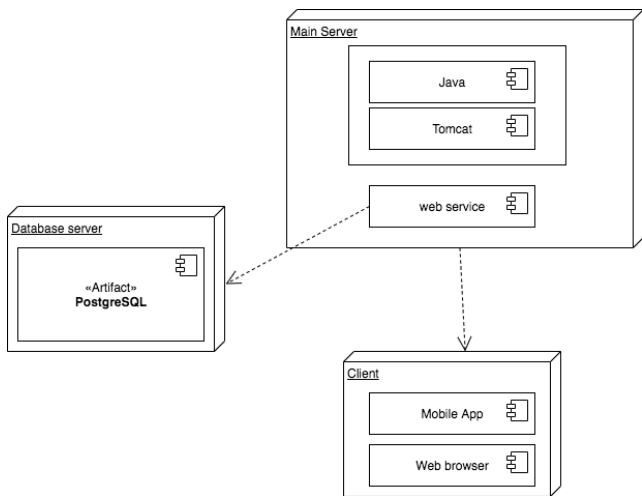 Main Server
Java
Tomcat
web service
Database server
«Artifact»
PostgreSQL
Client
Mobile App
Web browser